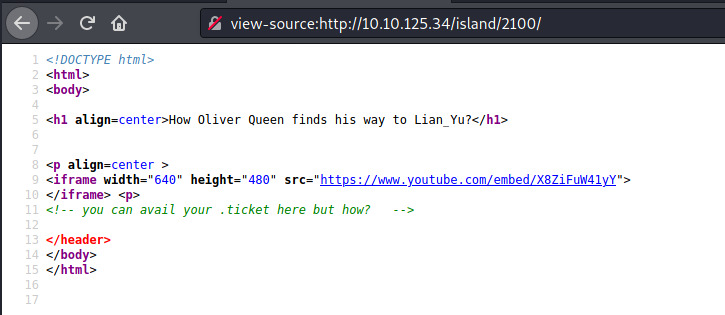 view-source:http://10.10.125.34/island/2100/
1 <!DOCTYPE html>
2 <html>
3 <body>
4
5 <h1 align=center>How Oliver Queen finds his way to Lian_Yu?</h1>
6
7
8 <p align=center >
9 <iframe width="640" height="480" src="https://www.youtube.com/embed/X8ZiFuW41yY">
10 </iframe> <p>
11 <!-- you can avail your .ticket here but how?   -->
12
13 </header>
14 </body>
15 </html>
16
17